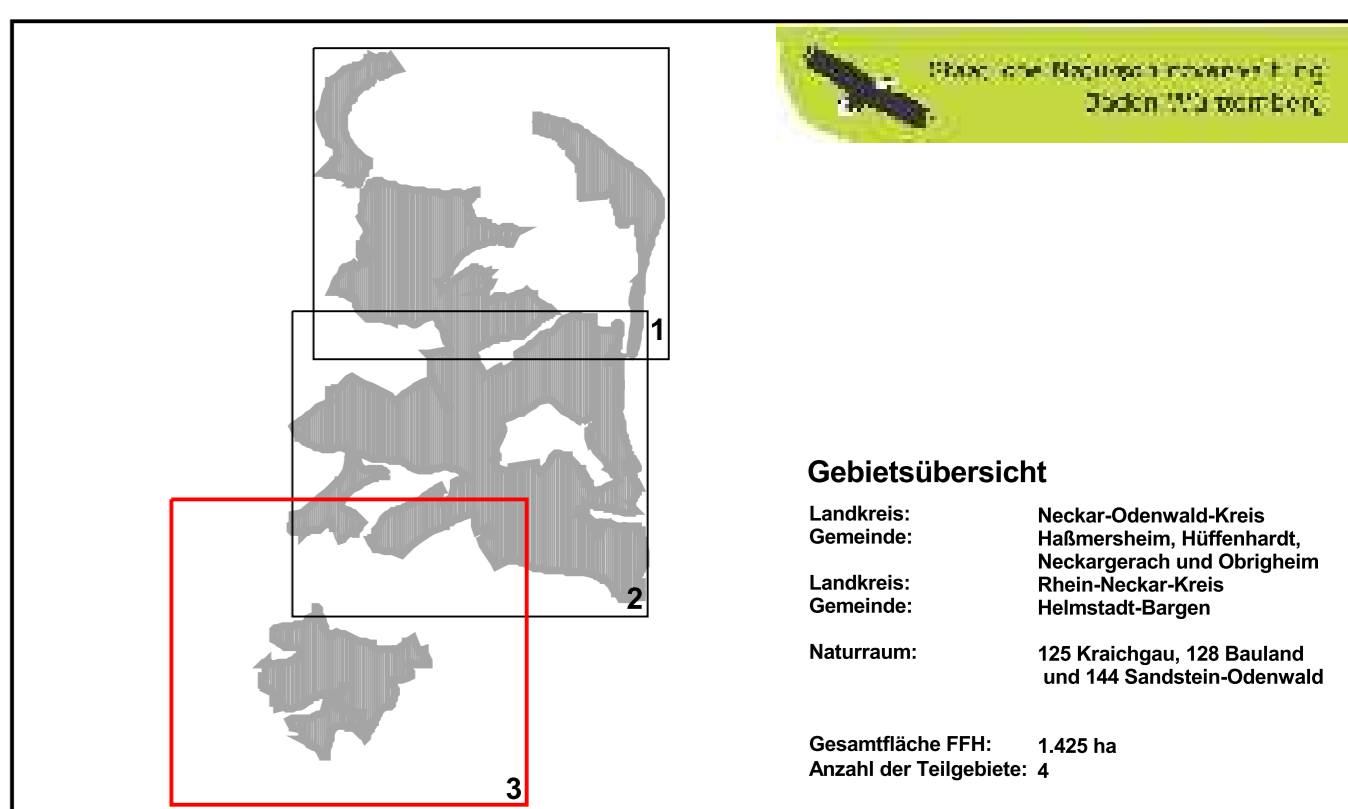 Baden
1
2
3
Gebietsübersicht
Landkreis: Neckar-Odenwald-Kreis
Gemeinde: Haßmersheim, Hüffenhardt,
Neckargerach und Obrigheim
Landkreis: Rhein-Neckar-Kreis
Gemeinde: Helmstadt-Bargen
Naturraum: 125 Kraichgau, 128 Bauland
und 144 Sandstein-Odenwald
Gesamtfläche FFH: 1.425 ha
Anzahl der Teilgebiete: 4